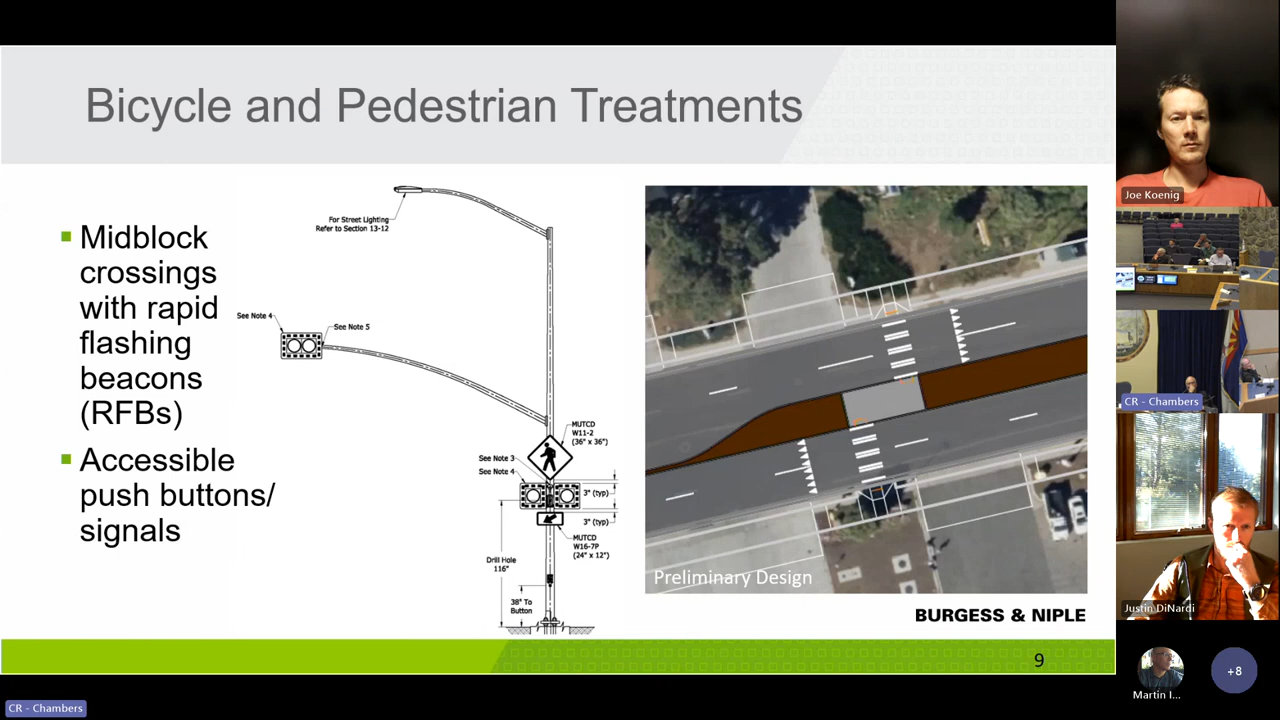 Bicycle and Pedestrian Treatments
Midblock
crossings
with rapid
flashing
beacons
(RFBs)
Accessible
push buttons/
signals
For Street Lighting
Refer to Section 13-12
See Note 4
See Note 5
MUTCD
W11-2
(36" x 36")
See Note 3
See Note 4
3" (typ)
3" (typ)
MUTCD
W16-7P
(24" x 12")
Drill Hole
116"
38" To
Button
Preliminary Design
BURGESS & NIPLE
9
Joe Koenig
CR - Chambers
Justin DiNardi
Martin I...
+8
CR - Chambers